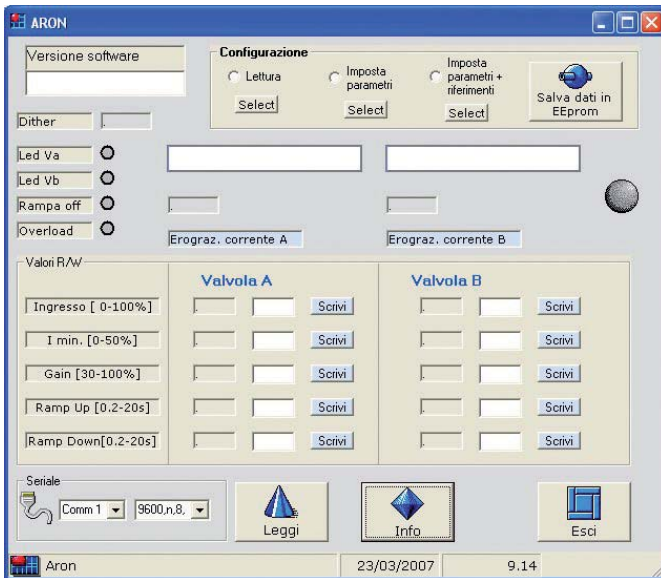 ARON
Versione software
Configurazione
Lettura
Imposta parametri
Imposta parametri + riferimenti
Select
Select
Select
Salva dati in EEprom
Dither
Led Va
Led Vb
Rampa off
Overload
Erograz. corrente A
Erograz. corrente B
Valori R/W
Valvola A
Valvola B
Ingresso [ 0-100%]
Scrivi
Scrivi
I min. [0-50%]
Scrivi
Scrivi
Gain [30-100%]
Scrivi
Scrivi
Ramp Up [0.2-20s]
Scrivi
Scrivi
Ramp Down[0.2-20s]
Scrivi
Scrivi
Seriale
Comm 1
9600,n,8,
Leggi
Info
Esci
Aron
23/03/2007
9.14